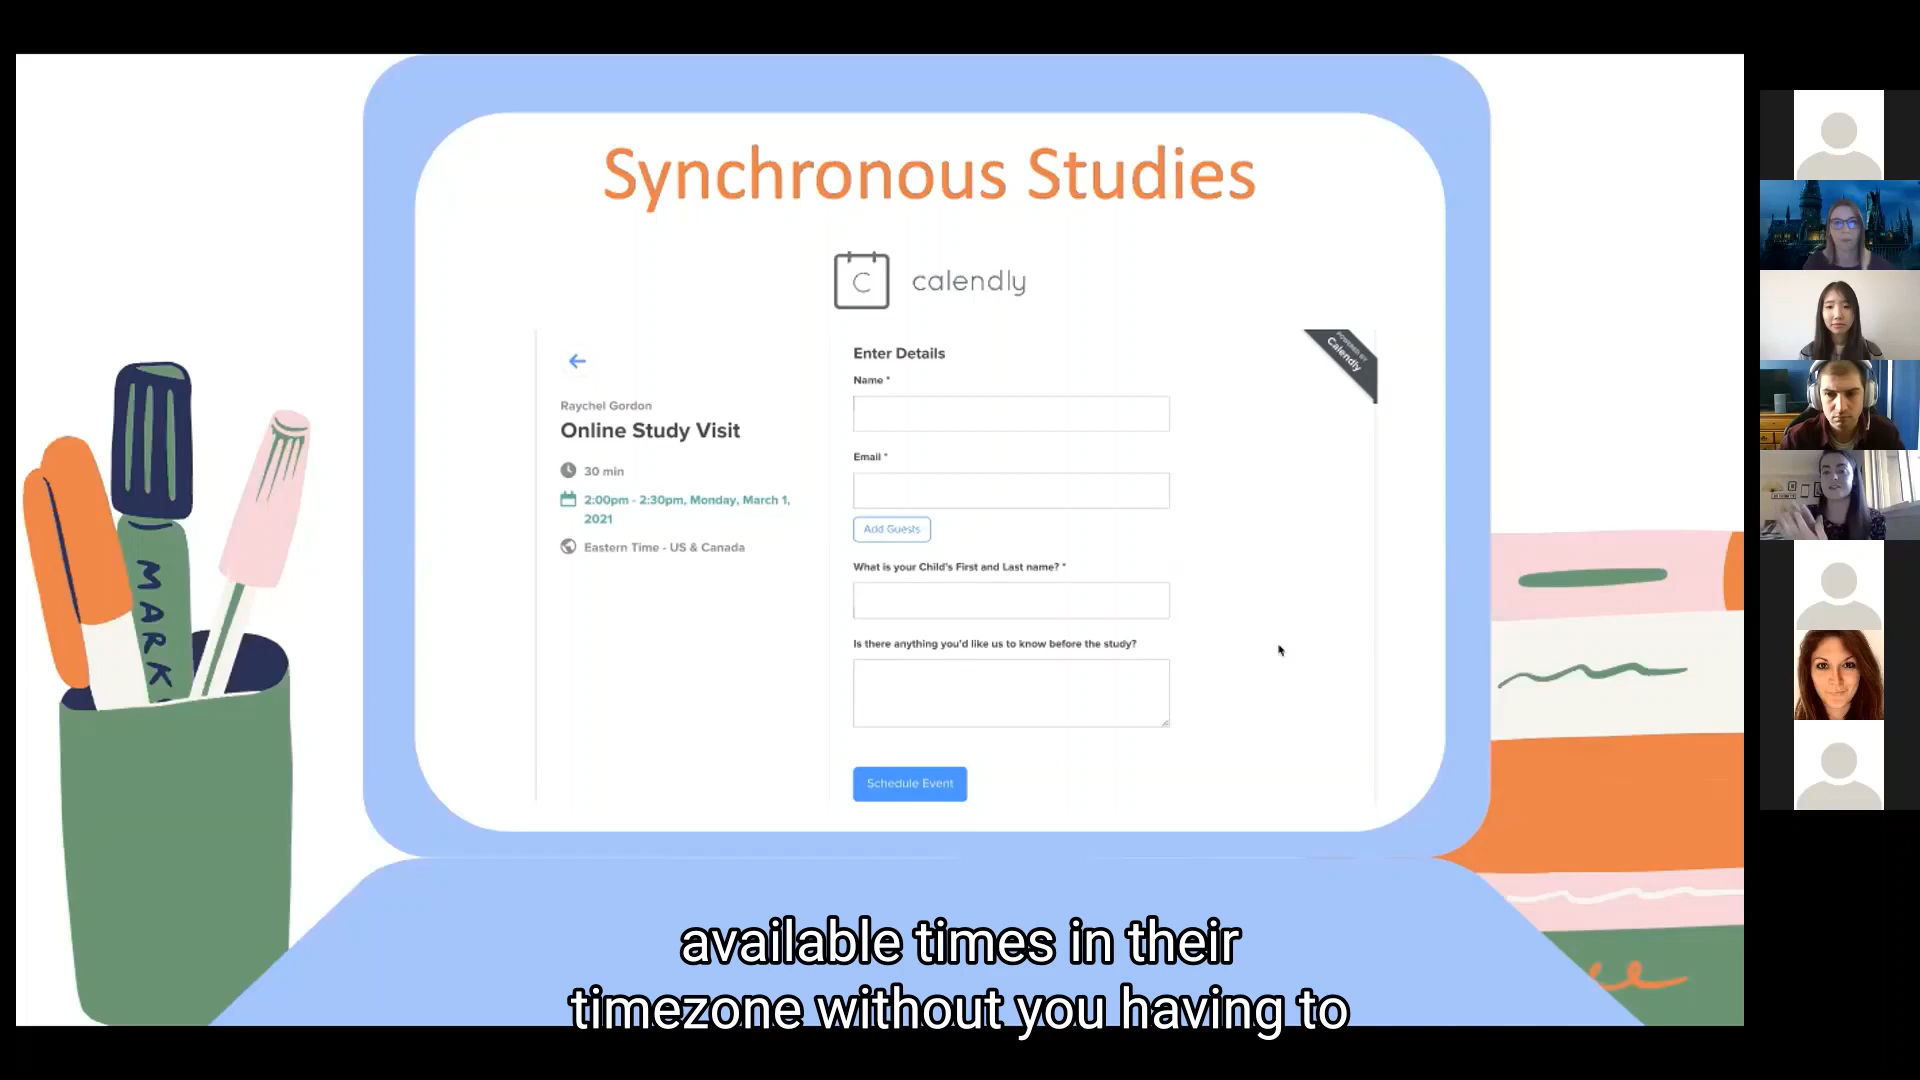 Synchronous Studies
C calendly
POWERED BY
Calendly
Raychel Gordon
Online Study Visit
30 min
2:00pm - 2:30pm, Monday, March 1,
2021
Eastern Time - US & Canada
Enter Details
Name *
Email *
Add Guests
What is your Child's First and Last name? *
Is there anything you'd like us to know before the study?
Schedule Event
MARK
available times in their
timezone without you having to